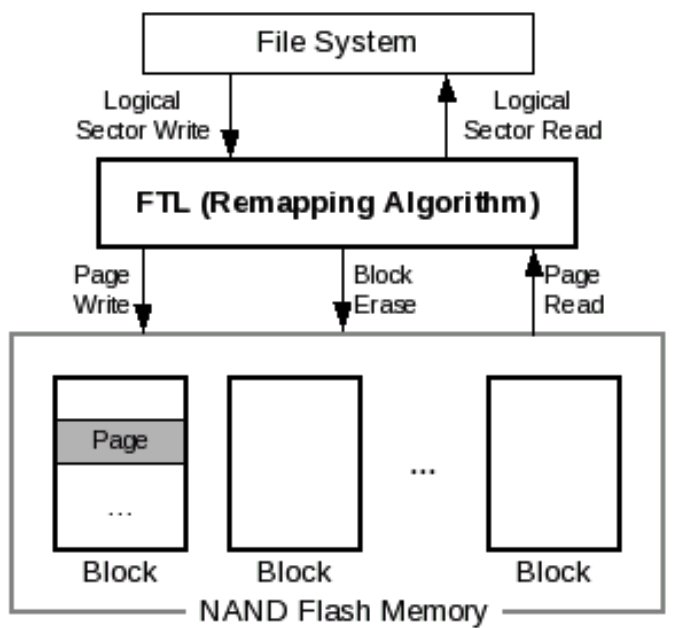 File System
Logical
Sector Write
Logical
Sector Read
FTL (Remapping Algorithm)
Page
Write
Block
Erase
Page
Read
Page
...
...
Block
Block
Block
NAND Flash Memory